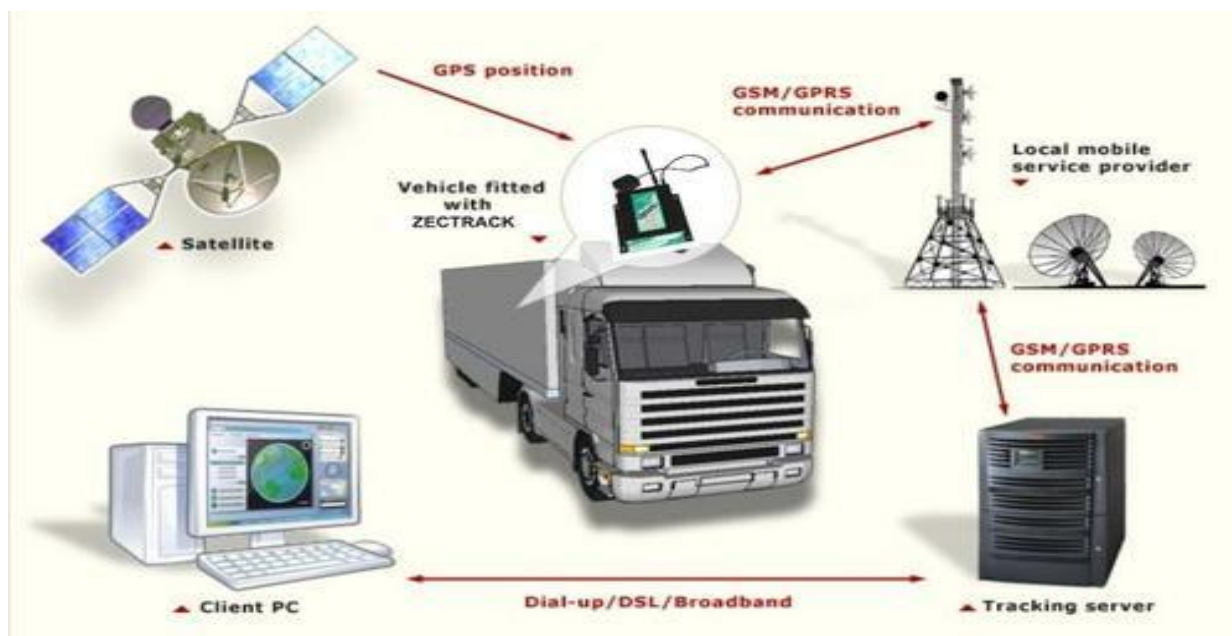 GPS position
GSM/GPRS
communication
Local mobile
service provider
Vehicle fitted
with
ZECTRACK
Satellite
GSM/GPRS
communication
Client PC
Dial-up/DSL/Broadband
Tracking server